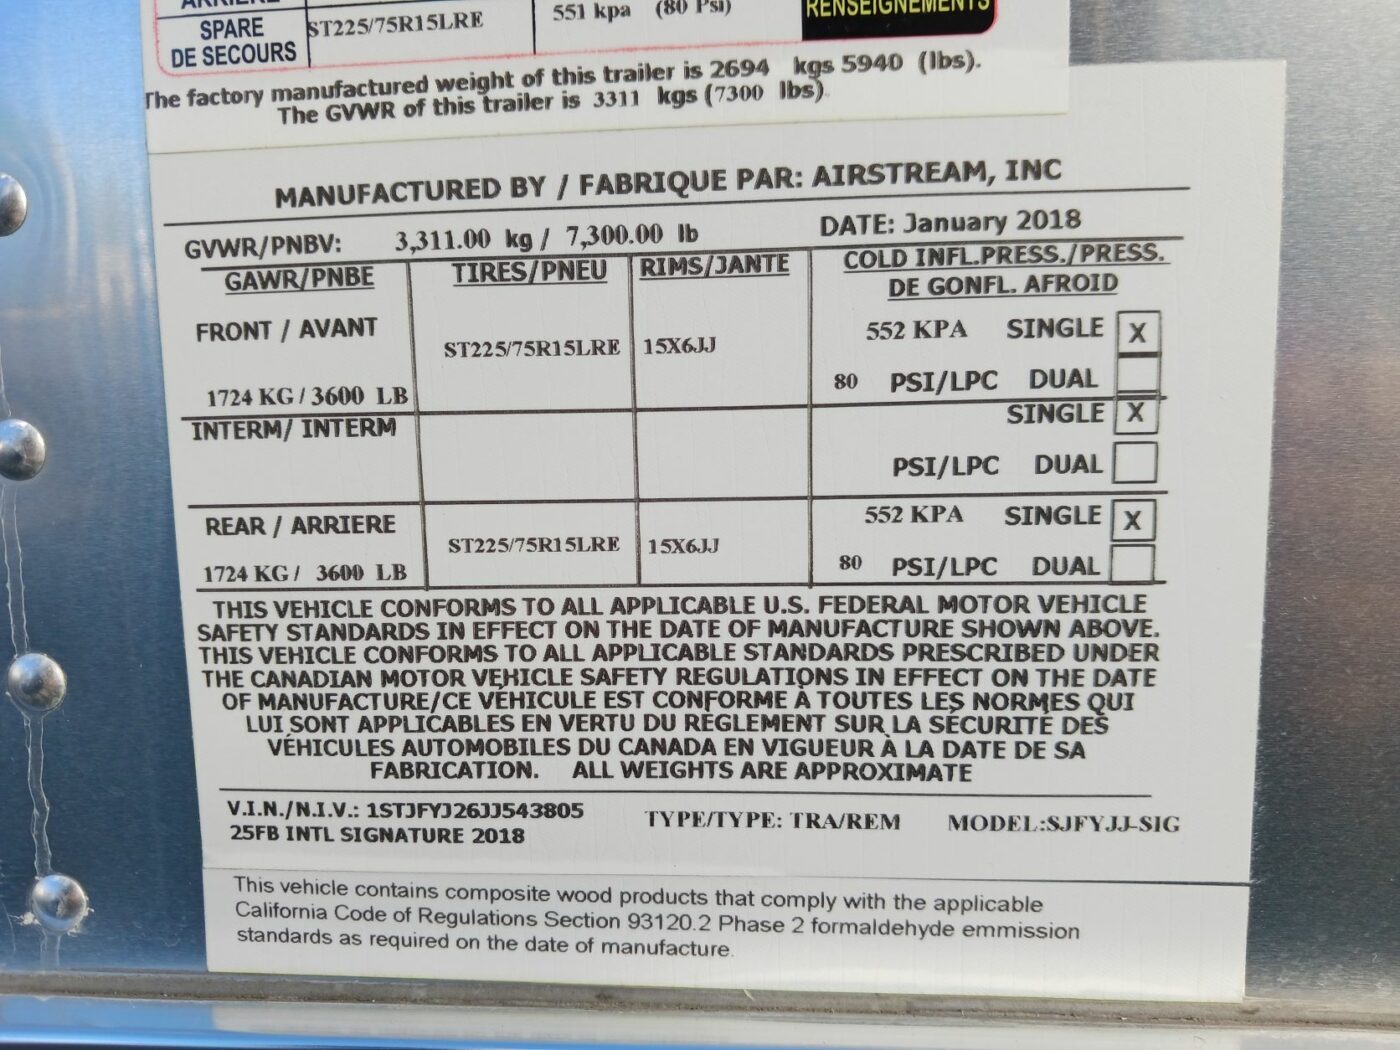 ARRIÈRE
SPARE
DE SECOURS
ST225/75R15LRE
551 kpa (80 Psi)
RENSEIGNEMENTS
The factory manufactured weight of this trailer is 2694 kgs 5940 (lbs).
The GVWR of this trailer is 3311 kgs (7300 lbs)
MANUFACTURED BY / FABRIQUE PAR: AIRSTREAM, INC
GVWR/PNBV: 3,311.00 kg / 7,300.00 lb DATE: January 2018
GAWR/PNBE TIRES/PNEU RIMS/JANTE COLD INFL.PRESS./PRESS.
DE GONFL. AFROID
FRONT / AVANT 552 KPA SINGLE X
ST225/75R15LRE 15X6JJ
1724 KG / 3600 LB 80 PSI/LPC DUAL
INTERM/ INTERM SINGLE X
PSI/LPC DUAL
REAR / ARRIERE 552 KPA SINGLE X
ST225/75R15LRE 15X6JJ
1724 KG / 3600 LB 80 PSI/LPC DUAL
THIS VEHICLE CONFORMS TO ALL APPLICABLE U.S. FEDERAL MOTOR VEHICLE
SAFETY STANDARDS IN EFFECT ON THE DATE OF MANUFACTURE SHOWN ABOVE.
THIS VEHICLE CONFORMS TO ALL APPLICABLE STANDARDS PRESCRIBED UNDER
THE CANADIAN MOTOR VEHICLE SAFETY REGULATIONS IN EFFECT ON THE DATE
OF MANUFACTURE/CE VÉHICULE EST CONFORME À TOUTES LES NORMES QUI
LUI SONT APPLICABLES EN VERTU DU RÈGLEMENT SUR LA SÉCURITÉ DES
VÉHICULES AUTOMOBILES DU CANADA EN VIGUEUR À LA DATE DE SA
FABRICATION. ALL WEIGHTS ARE APPROXIMATE
V.I.N./N.I.V.: 1STJFYJ26JJ543805 TYPE/TYPE: TRA/REM MODEL:SJFYJJ-SIG
25FB INTL SIGNATURE 2018
This vehicle contains composite wood products that comply with the applicable
California Code of Regulations Section 93120.2 Phase 2 formaldehyde emmission
standards as required on the date of manufacture.